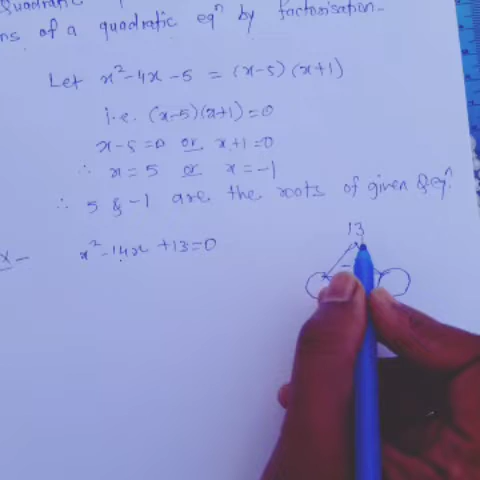 Quadratic
ns of a quadratic eqⁿ by factorisation.
Let x²-4x-5 = (x-5)(x+1)
i.e. (x-5)(x+1)=0
x-5=0 or x+1=0
∴ x=5 or x=-1
∴ 5 & -1 are the roots of given Q.eqⁿ.
x - x²-14x+13=0
13